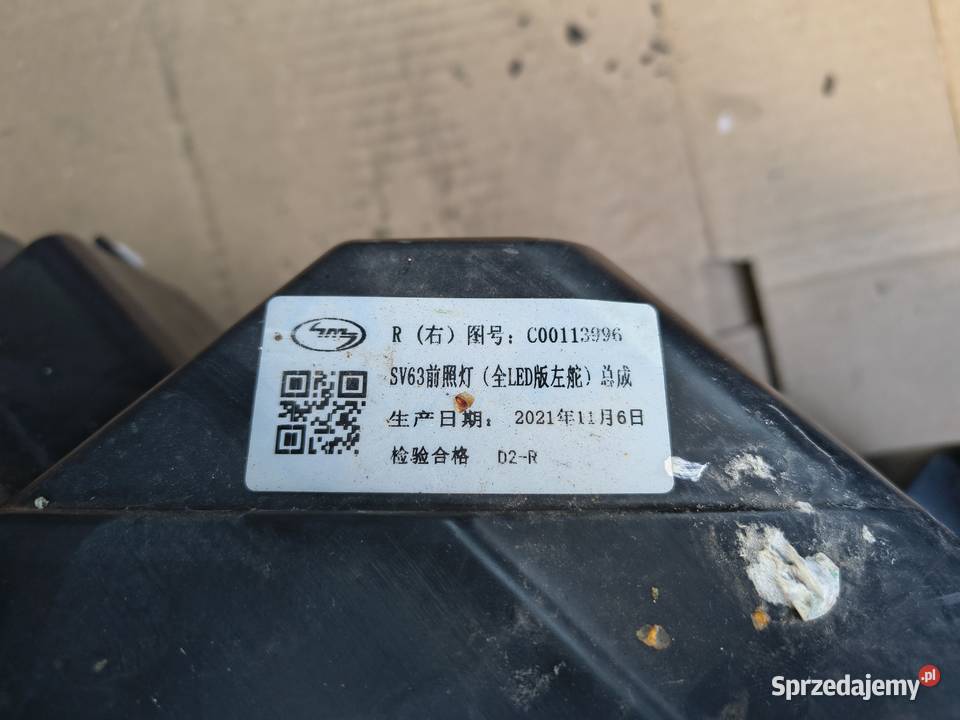 SMS
R (右) 图号: C00113996
SV63前照灯 (全LED版左舵) 总成
生产日期: 2021年11月6日
检验合格 D2-R
Sprzedajemy.pl